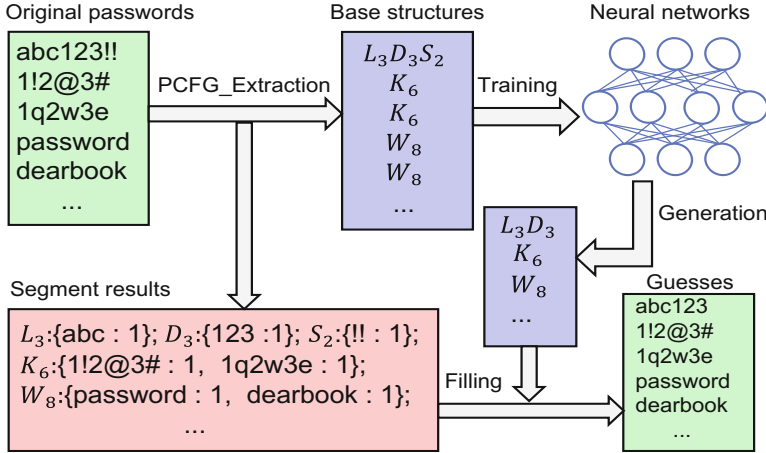 Original passwords
abc123!!
1!2@3#
1q2w3e
password
dearbook
...
PCFG_Extraction
Base structures
L₃D₃S₂
K₆
K₆
W₈
W₈
...
Training
Neural networks
Generation
L₃D₃
K₆
W₈
...
Segment results
L₃:{abc : 1}; D₃:{123 :1}; S₂:{!! : 1};
K₆:{1!2@3# : 1, 1q2w3e : 1};
W₈:{password : 1, dearbook : 1};
...
Filling
Guesses
abc123
1!2@3#
1q2w3e
password
dearbook
...